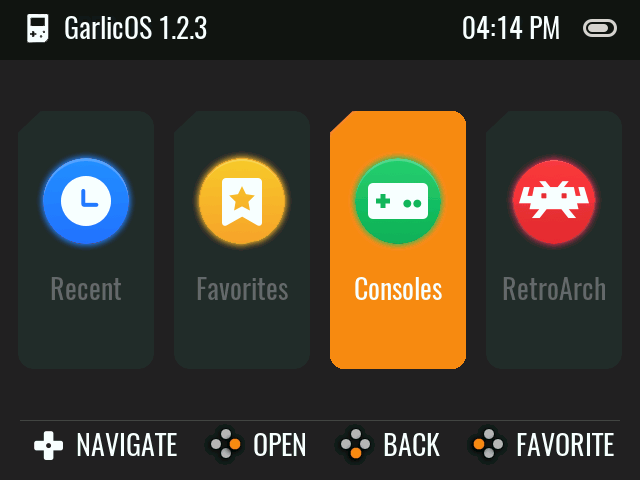 GarlicOS 1.2.3 04:14 PM
Recent Favorites Consoles RetroArch
NAVIGATE OPEN BACK FAVORITE